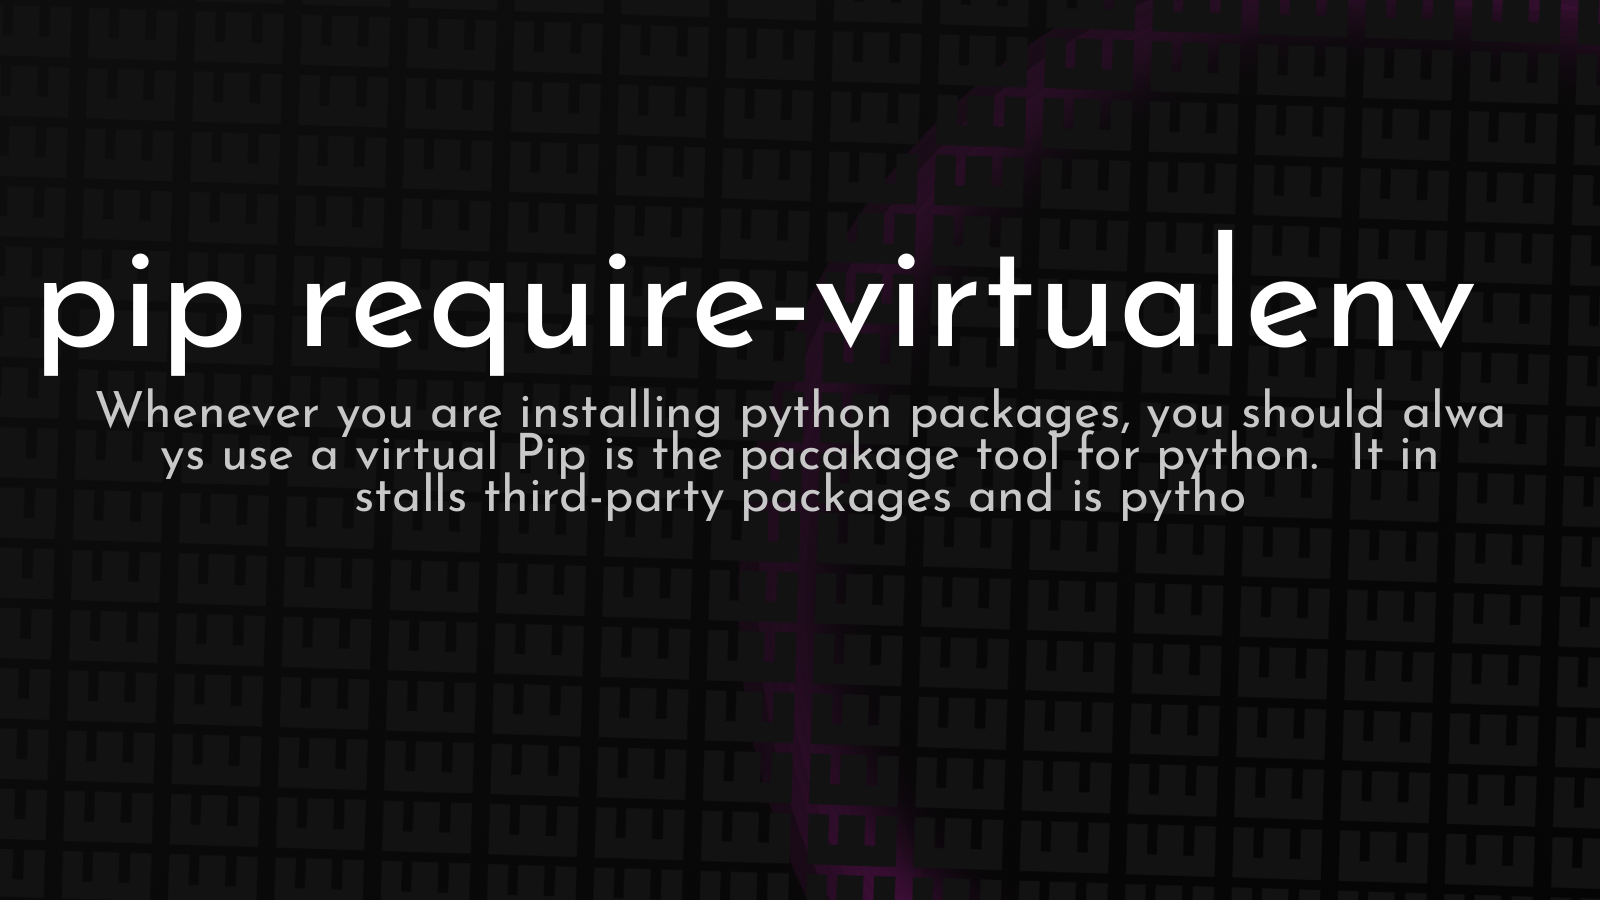 pip require-virtualenv
Whenever you are installing python packages, you should alwa
ys use a virtual Pip is the pacakage tool for python.  It in
stalls third-party packages and is pytho